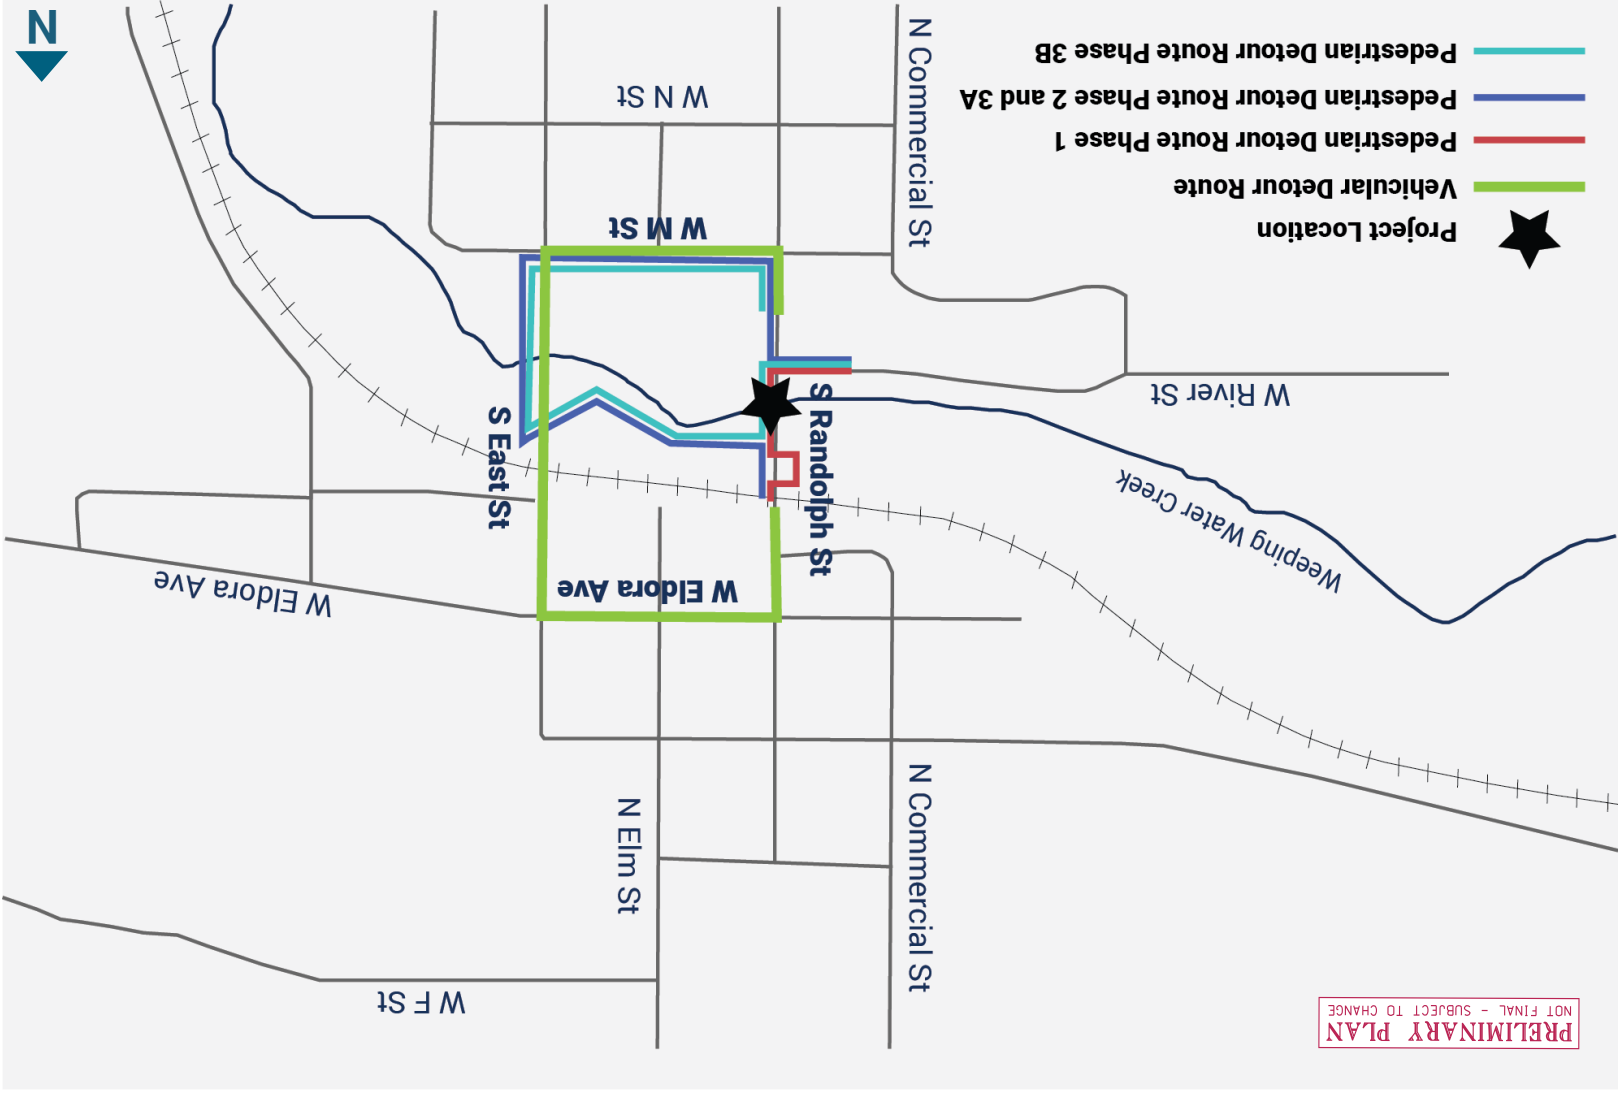 PRELIMINARY PLAN
NOT FINAL - SUBJECT TO CHANGE
W F St
N Elm St
N Commercial St
W Eldora Ave
W Eldora Ave
Weeping Water Creek
S East St
S Randolph St
W River St
W M St
W N St
N Commercial St
Project Location
Vehicular Detour Route
Pedestrian Detour Route Phase 1
Pedestrian Detour Route Phase 2 and 3A
Pedestrian Detour Route Phase 3B
N